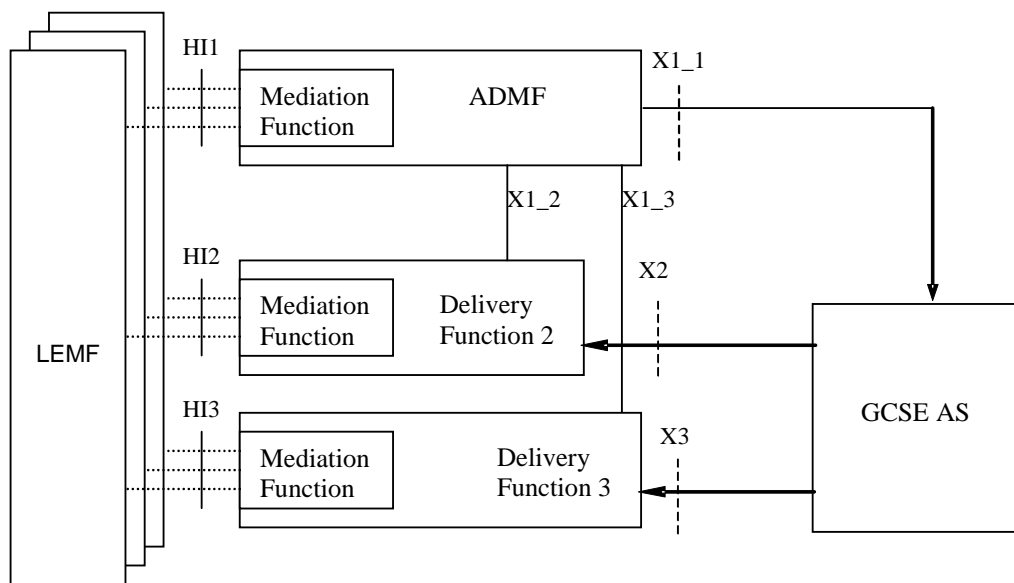 HI1
X1_1
Mediation
Function
ADMF
X1_2
X1_3
HI2
X2
Mediation
Function
Delivery
Function 2
LEMF
GCSE AS
HI3
X3
Mediation
Function
Delivery
Function 3